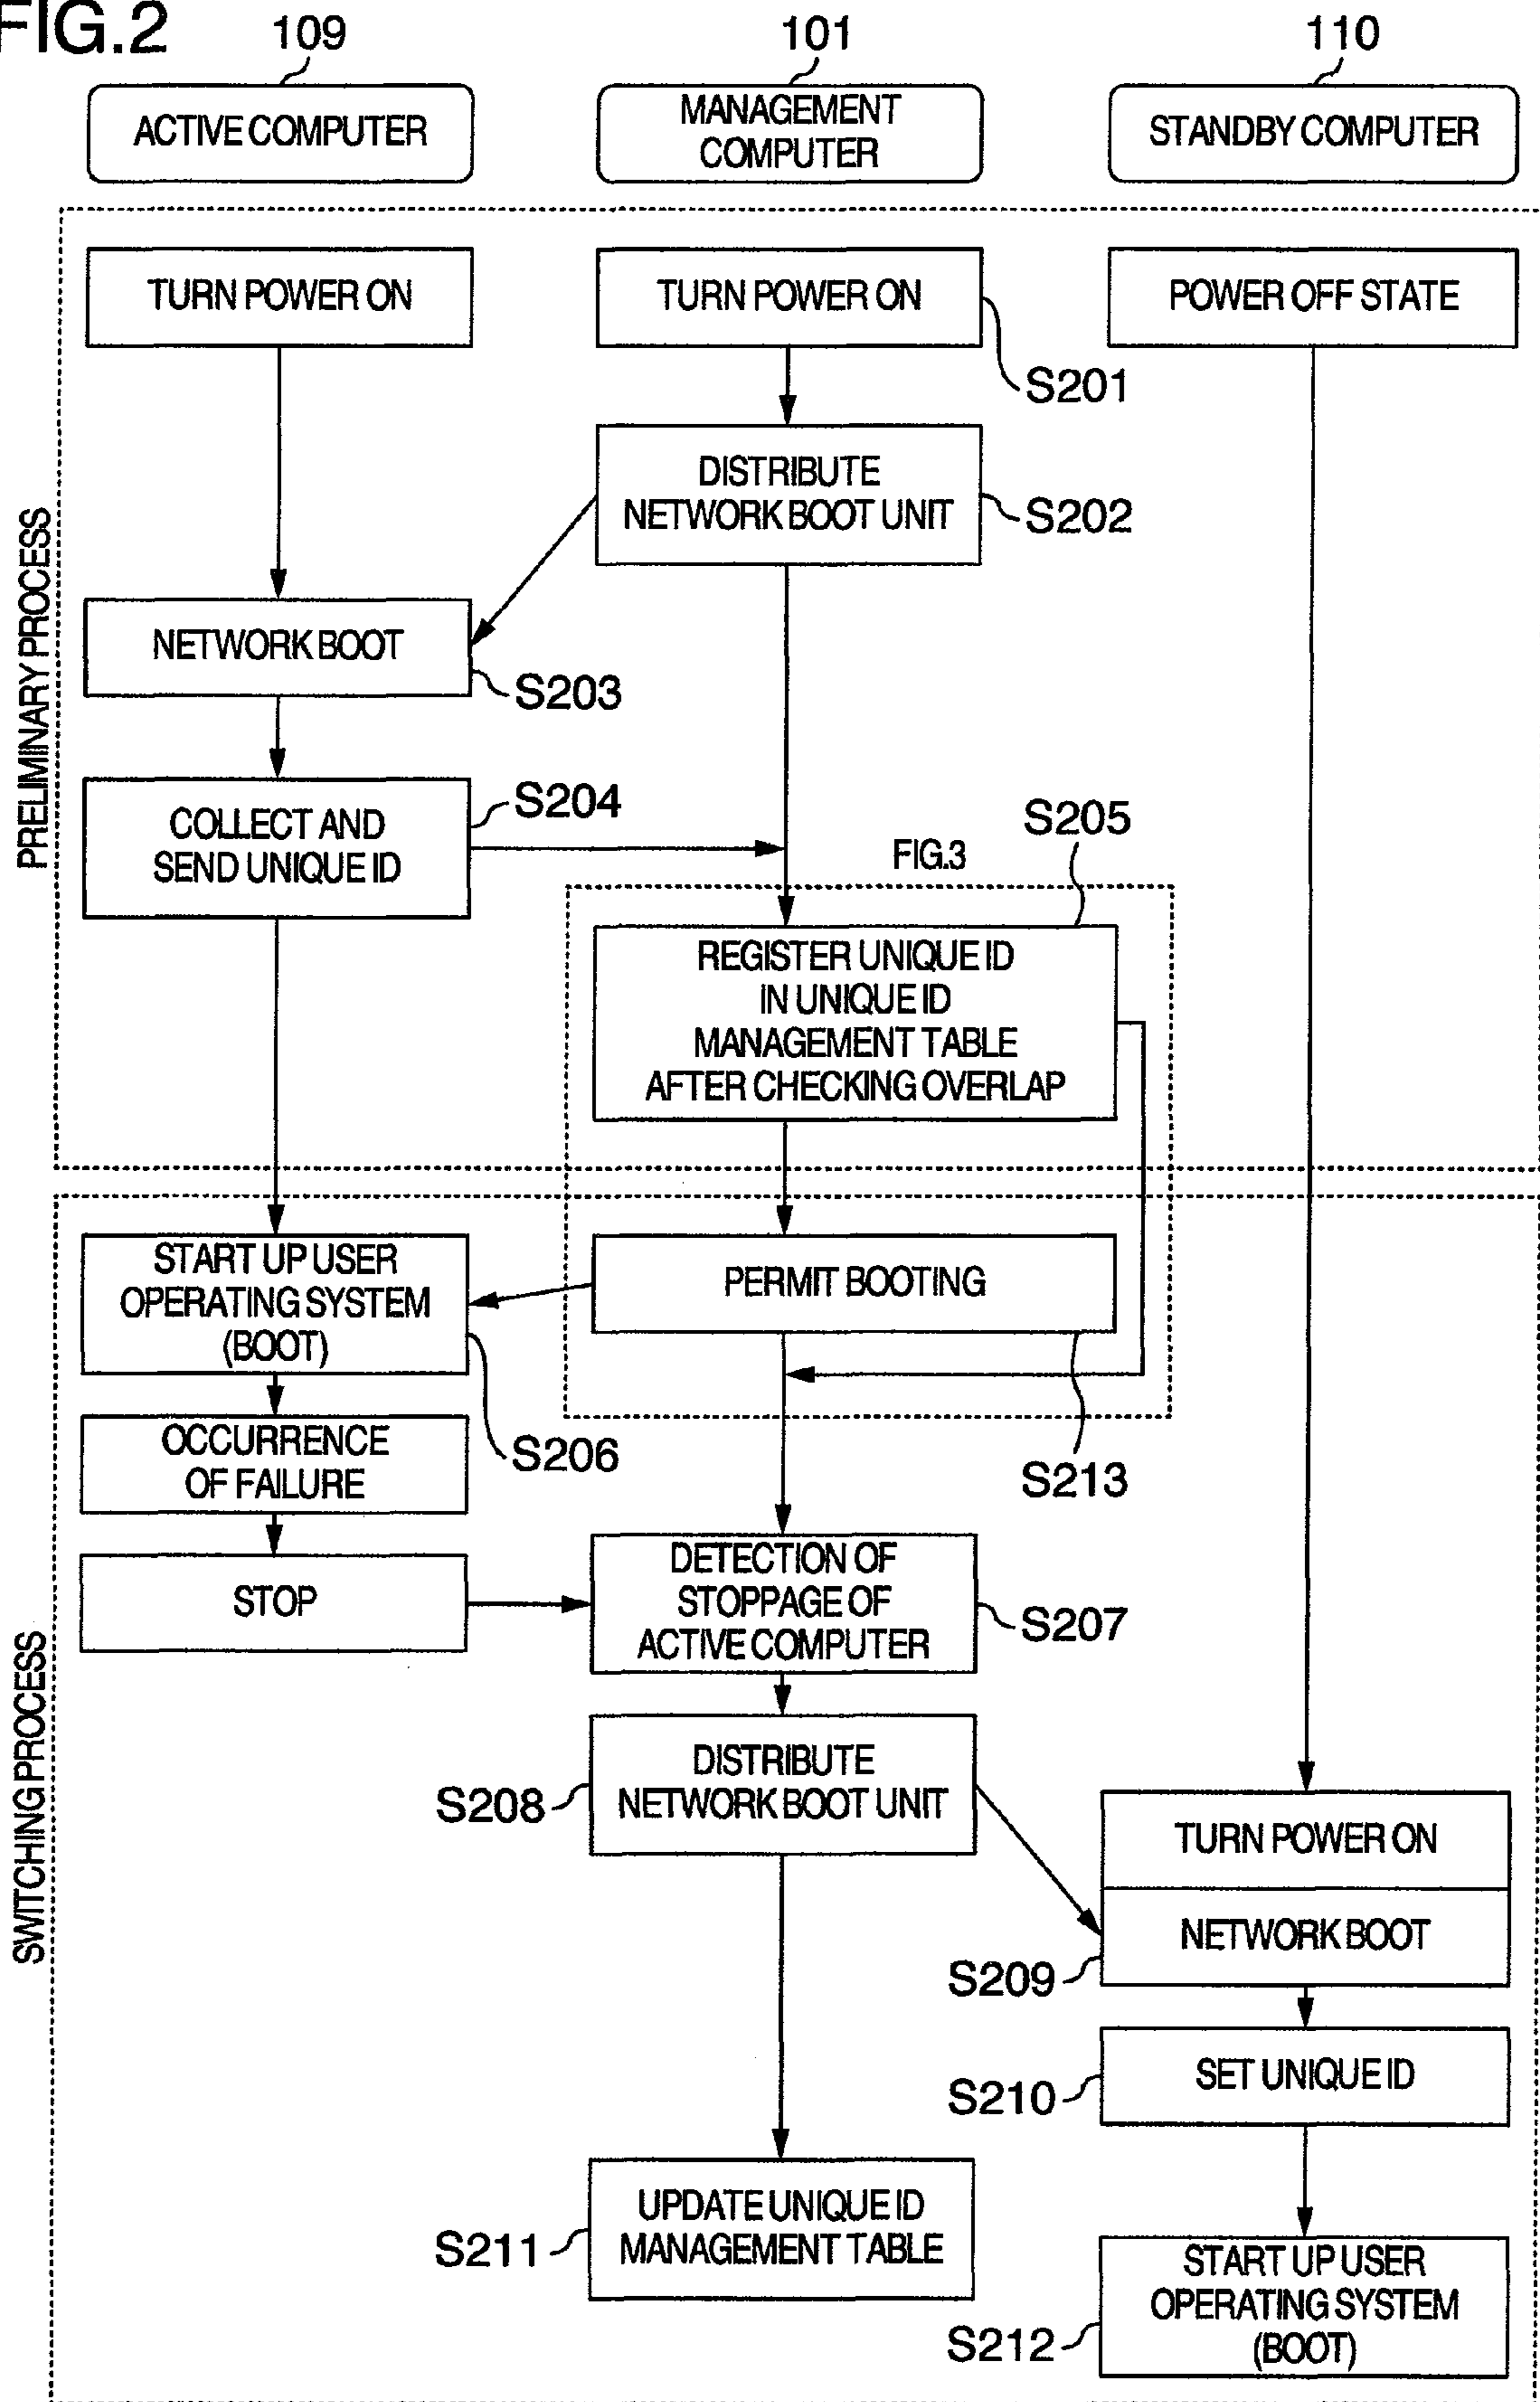 FIG.2
109
101
110
ACTIVE COMPUTER
MANAGEMENT
COMPUTER
STANDBY COMPUTER
PRELIMINARY PROCESS
TURN POWER ON
TURN POWER ON
POWER OFF STATE
S201
DISTRIBUTE
NETWORK BOOT UNIT
S202
NETWORK BOOT
S203
COLLECT AND
SEND UNIQUE ID
S204
S205
FIG.3
REGISTER UNIQUE ID
IN UNIQUE ID
MANAGEMENT TABLE
AFTER CHECKING OVERLAP
SWITCHING PROCESS
START UP USER
OPERATING SYSTEM
(BOOT)
PERMIT BOOTING
S206
S213
OCCURRENCE
OF FAILURE
STOP
DETECTION OF
STOPPAGE OF
ACTIVE COMPUTER
S207
DISTRIBUTE
NETWORK BOOT UNIT
S208
TURN POWER ON
NETWORK BOOT
S209
SET UNIQUE ID
S210
UPDATE UNIQUE ID
MANAGEMENT TABLE
S211
START UP USER
OPERATING SYSTEM
(BOOT)
S212